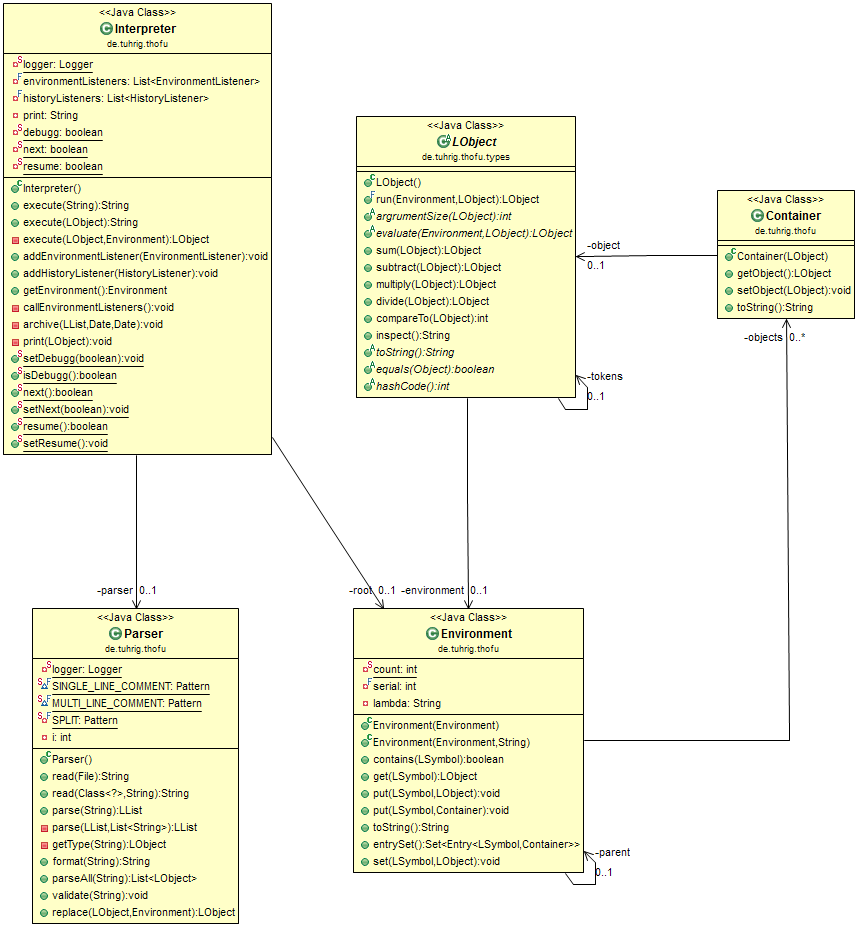 <<Java Class>>
Interpreter
de.tuhrig.thofu
logger: Logger
environmentListeners: List<EnvironmentListener>
historyListeners: List<HistoryListener>
print: String
debugg: boolean
next: boolean
resume: boolean
Interpreter()
execute(String):String
execute(LObject):String
execute(LObject,Environment):LObject
addEnvironmentListener(EnvironmentListener):void
addHistoryListener(HistoryListener):void
getEnvironment():Environment
callEnvironmentListeners():void
archive(LList,Date,Date):void
print(LObject):void
setDebugg(boolean):void
isDebugg():boolean
next():boolean
setNext(boolean):void
resume():boolean
setResume():void
<<Java Class>>
LObject
de.tuhrig.thofu.types
LObject()
run(Environment,LObject):LObject
argrumentSize(LObject):int
evaluate(Environment,LObject):LObject
sum(LObject):LObject
subtract(LObject):LObject
multiply(LObject):LObject
divide(LObject):LObject
compareTo(LObject):int
inspect():String
toString():String
equals(Object):boolean
hashCode():int
-object
0..1
-tokens
0..1
<<Java Class>>
Container
de.tuhrig.thofu
Container(LObject)
getObject():LObject
setObject(LObject):void
toString():String
-objects 0..*
-parser 0..1
-root 0..1
-environment 0..1
<<Java Class>>
Parser
de.tuhrig.thofu
logger: Logger
SINGLE_LINE_COMMENT: Pattern
MULTI_LINE_COMMENT: Pattern
SPLIT: Pattern
i: int
Parser()
read(File):String
read(Class<?>,String):String
parse(String):LList
parse(LList,List<String>):LList
getType(String):LObject
format(String):String
parseAll(String):List<LObject>
validate(String):void
replace(LObject,Environment):LObject
<<Java Class>>
Environment
de.tuhrig.thofu
count: int
serial: int
lambda: String
Environment(Environment)
Environment(Environment,String)
contains(LSymbol):boolean
get(LSymbol):LObject
put(LSymbol,LObject):void
put(LSymbol,Container):void
toString():String
entrySet():Set<Entry<LSymbol,Container>>
set(LSymbol,LObject):void
-parent
0..1